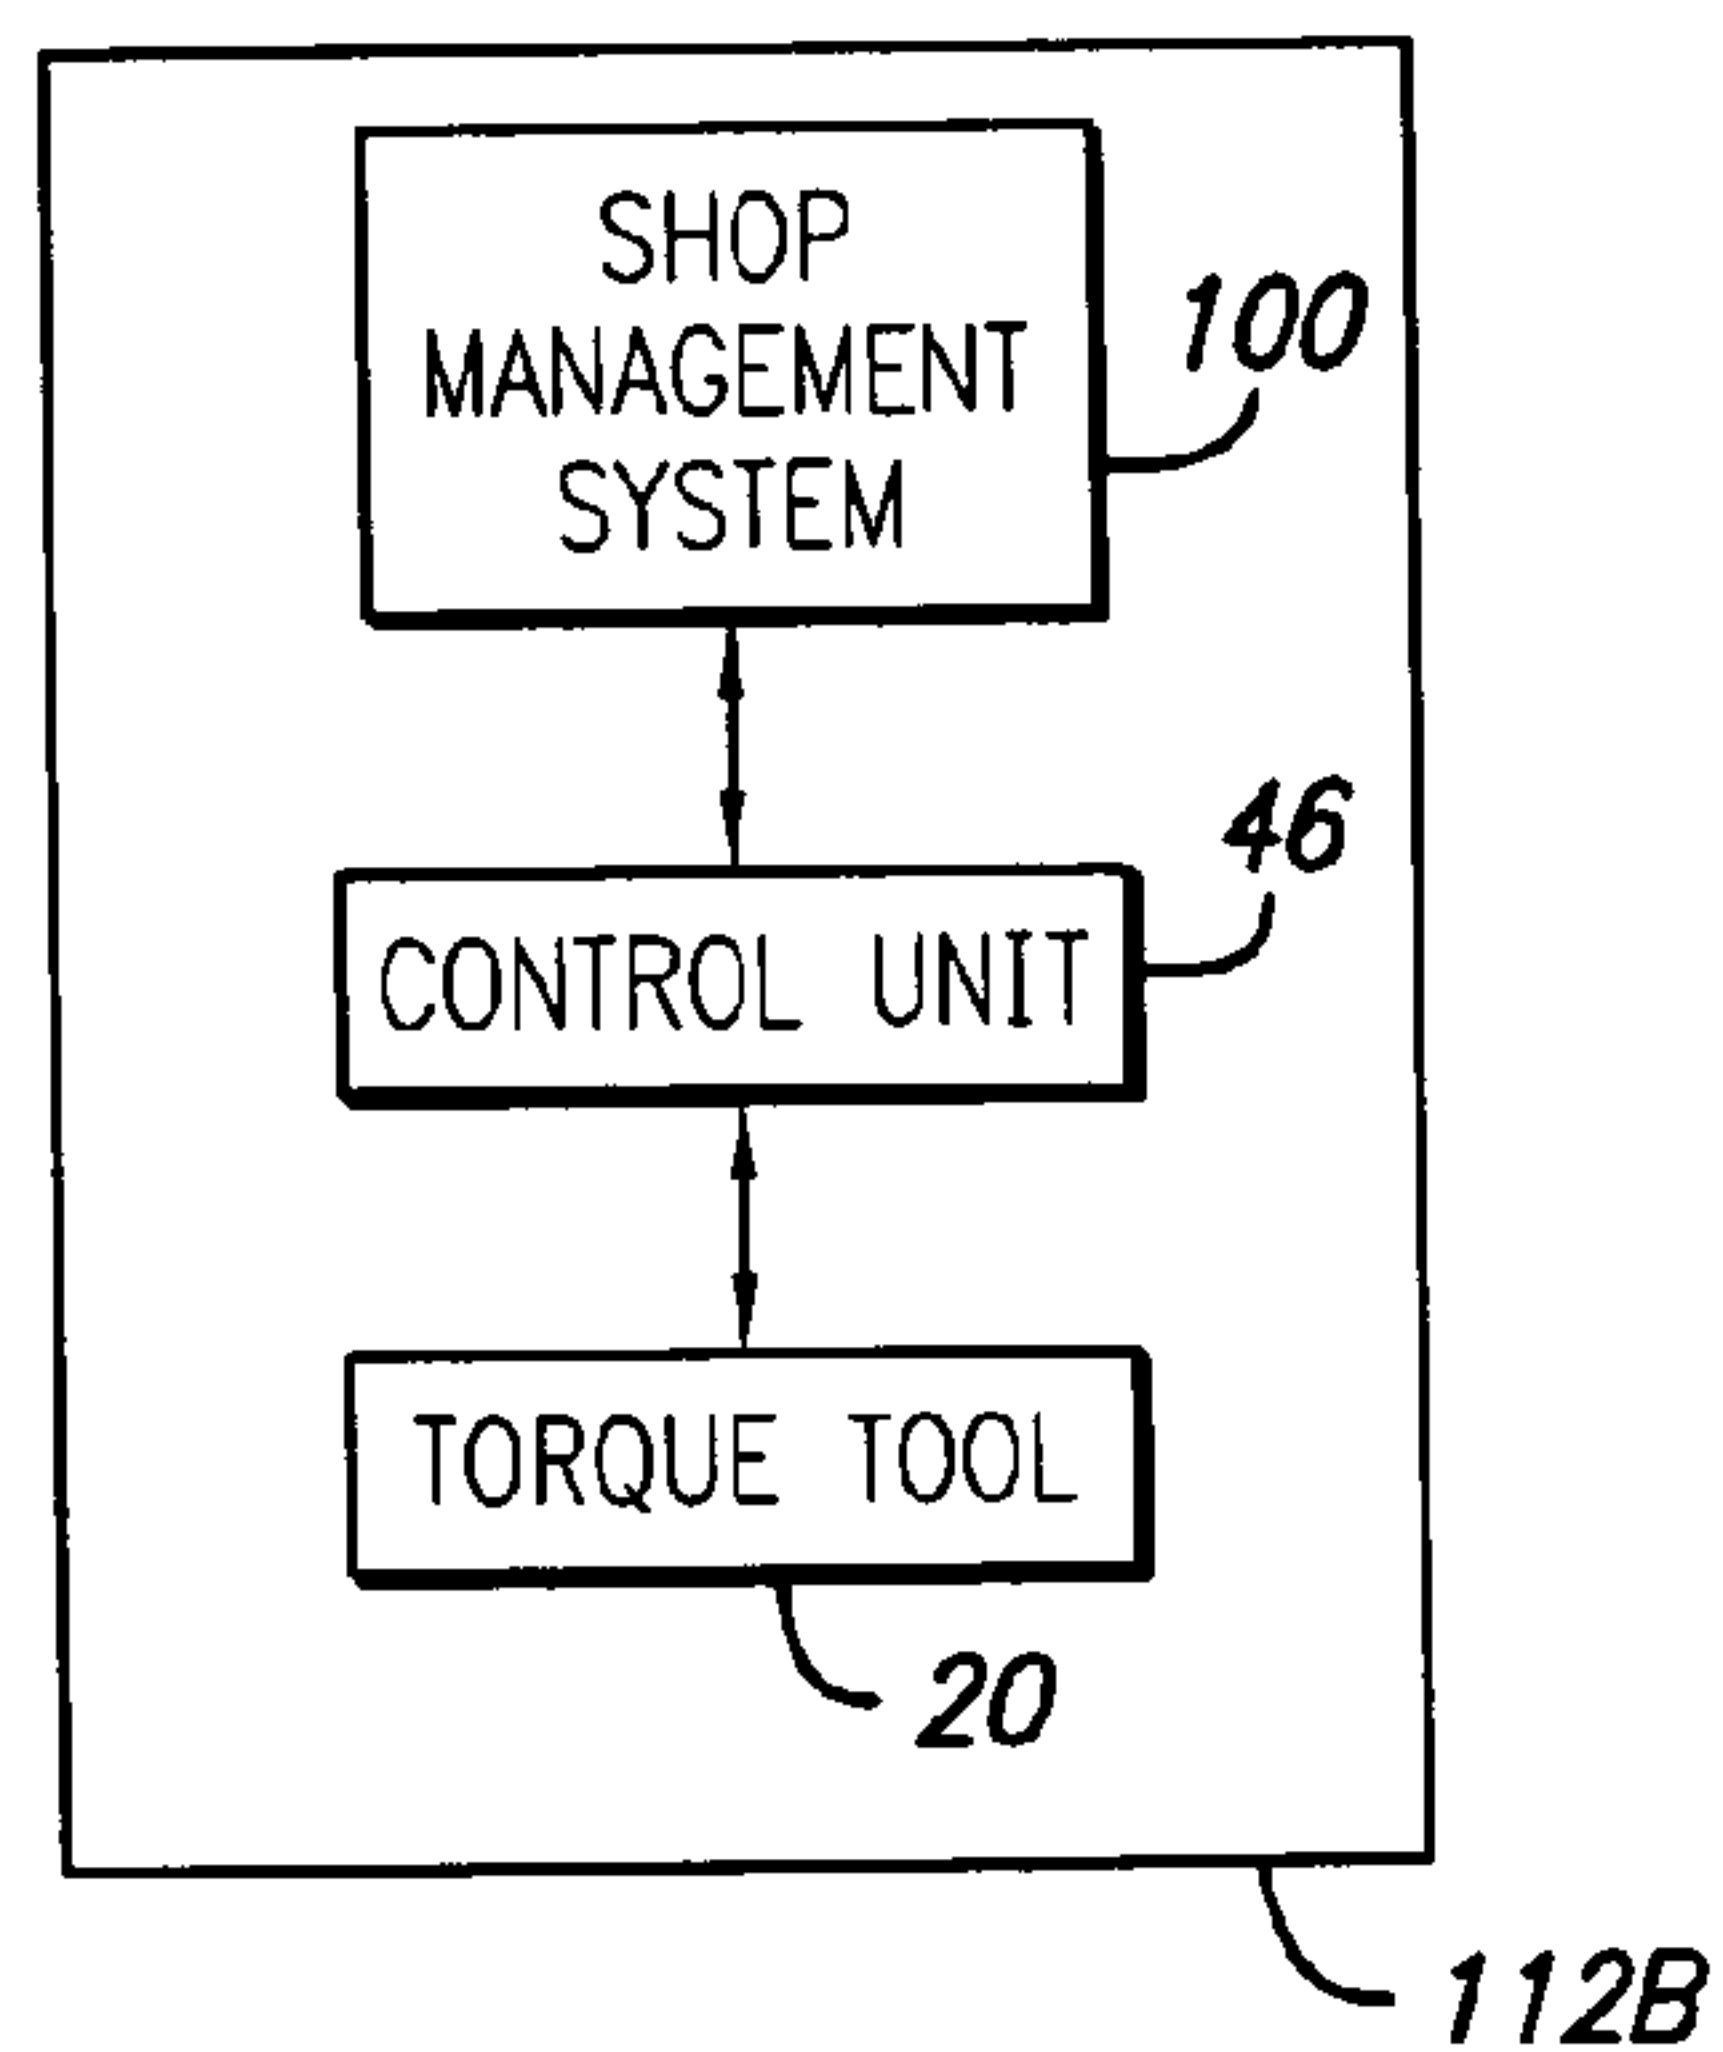 SHOP
MANAGEMENT
SYSTEM
100
46
CONTROL UNIT
TORQUE TOOL
20
112B